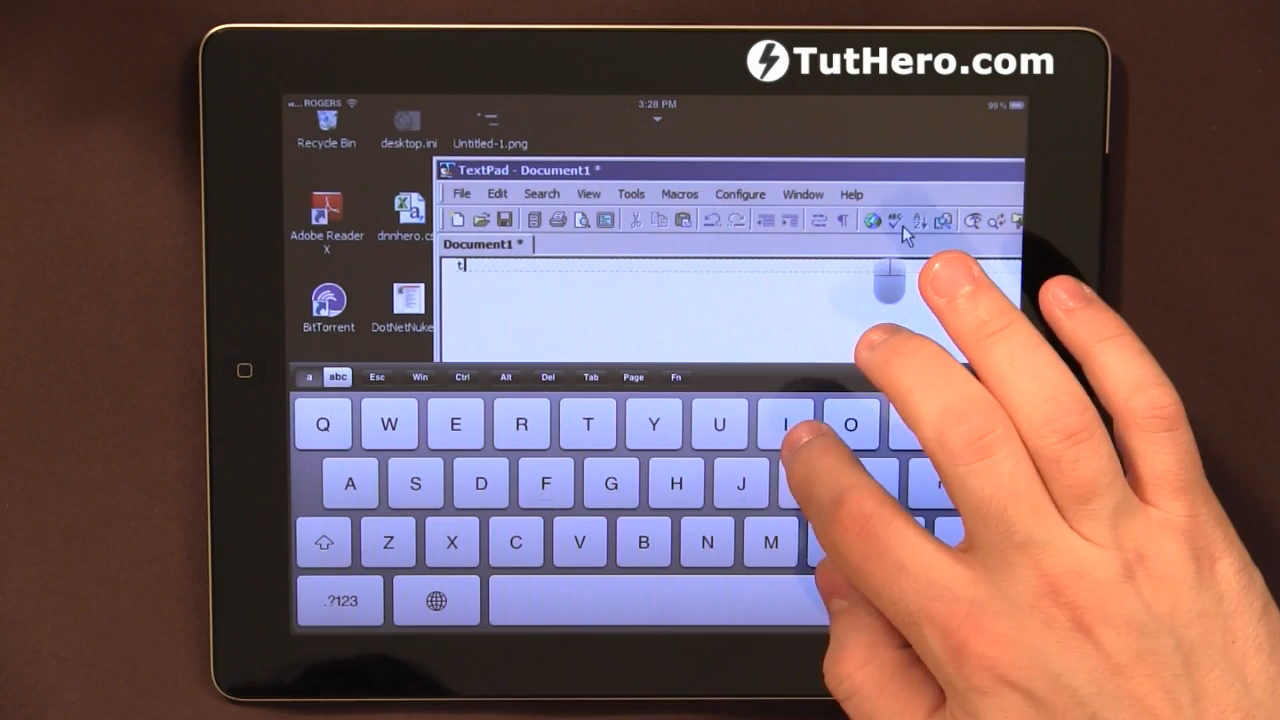 TutHero.com
ROGERS 3:28 PM 99%
Recycle Bin desktop.ini Untitled-1.png
TextPad - Document1 *
File Edit Search View Tools Macros Configure Window Help
Adobe Reader X dnnhero.cs
Document1 *
t
BitTorrent DotNetNuke
a abc Esc Win Ctrl Alt Del Tab Page Fn
Q W E R T Y U I O
A S D F G H J
Z X C V B N M
.?123